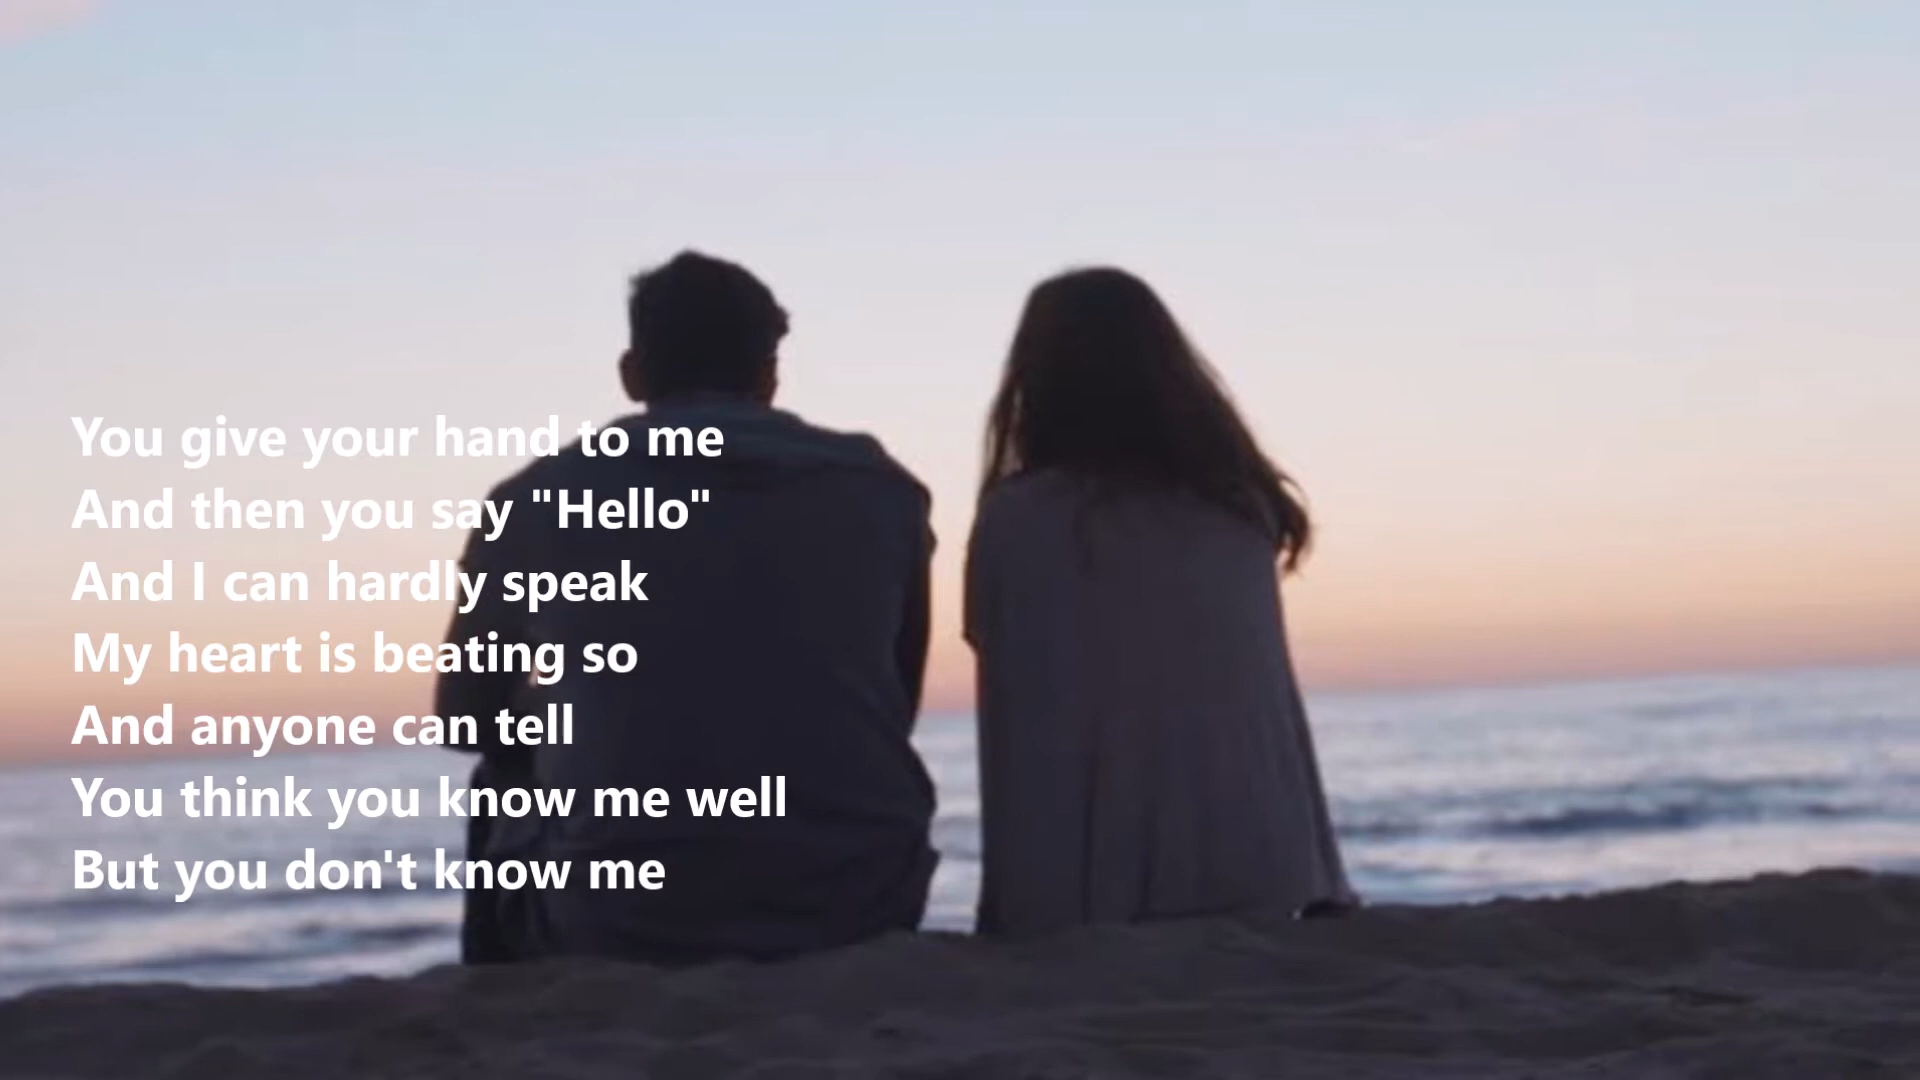 You give your hand to me
And then you say "Hello"
And I can hardly speak
My heart is beating so
And anyone can tell
You think you know me well
But you don't know me